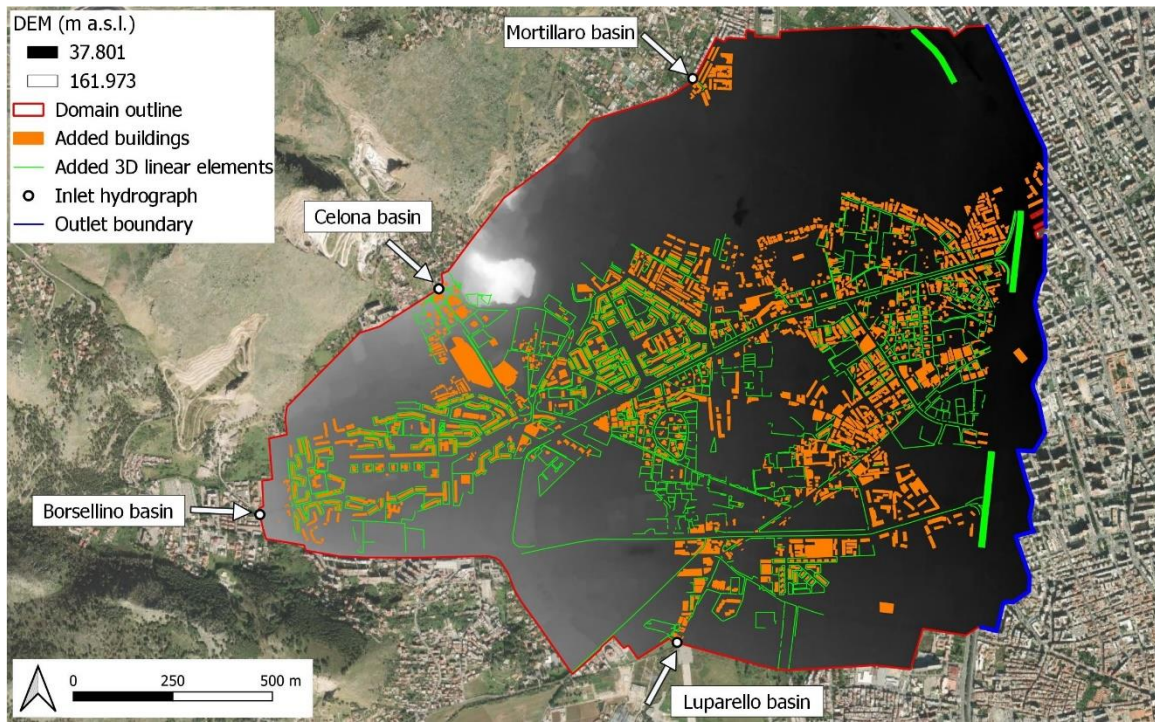 DEM (m a.s.l.)
37.801
161.973
Domain outline
Added buildings
Added 3D linear elements
Inlet hydrograph
Outlet boundary
Mortillaro basin
Celona basin
Borsellino basin
Luparello basin
0 250 500 m